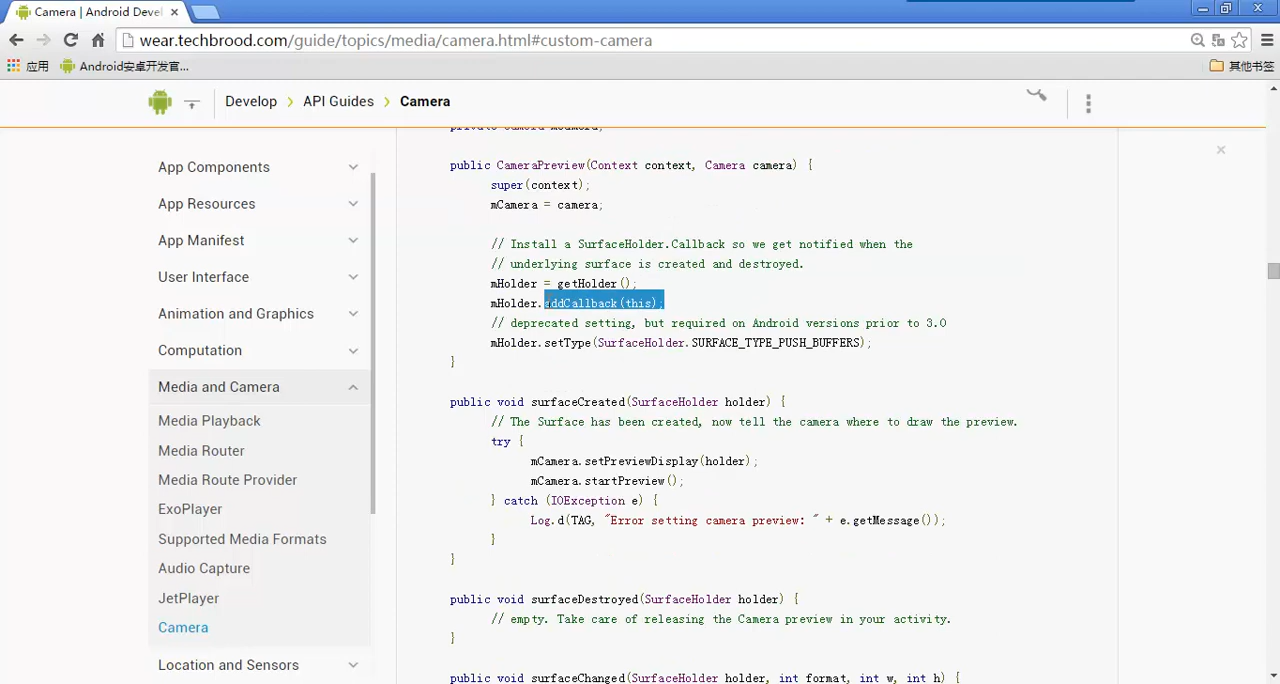 Camera | Android Devel
wear.techbrood.com/guide/topics/media/camera.html#custom-camera
应用
Android安卓开发官...
其他书签
Develop
API Guides
Camera
App Components
App Resources
App Manifest
User Interface
Animation and Graphics
Computation
Media and Camera
Media Playback
Media Router
Media Route Provider
ExoPlayer
Supported Media Formats
Audio Capture
JetPlayer
Camera
Location and Sensors
public CameraPreview(Context context, Camera camera) {
super(context);
mCamera = camera;
// Install a SurfaceHolder.Callback so we get notified when the
// underlying surface is created and destroyed.
mHolder = getHolder();
mHolder.addCallback(this);
// deprecated setting, but required on Android versions prior to 3.0
mHolder.setType(SurfaceHolder.SURFACE_TYPE_PUSH_BUFFERS);
}
public void surfaceCreated(SurfaceHolder holder) {
// The Surface has been created, now tell the camera where to draw the preview.
try {
mCamera.setPreviewDisplay(holder);
mCamera.startPreview();
} catch (IOException e) {
Log.d(TAG, "Error setting camera preview: " + e.getMessage());
}
}
public void surfaceDestroyed(SurfaceHolder holder) {
// empty. Take care of releasing the Camera preview in your activity.
}
public void surfaceChanged(SurfaceHolder holder, int format, int w, int h) {